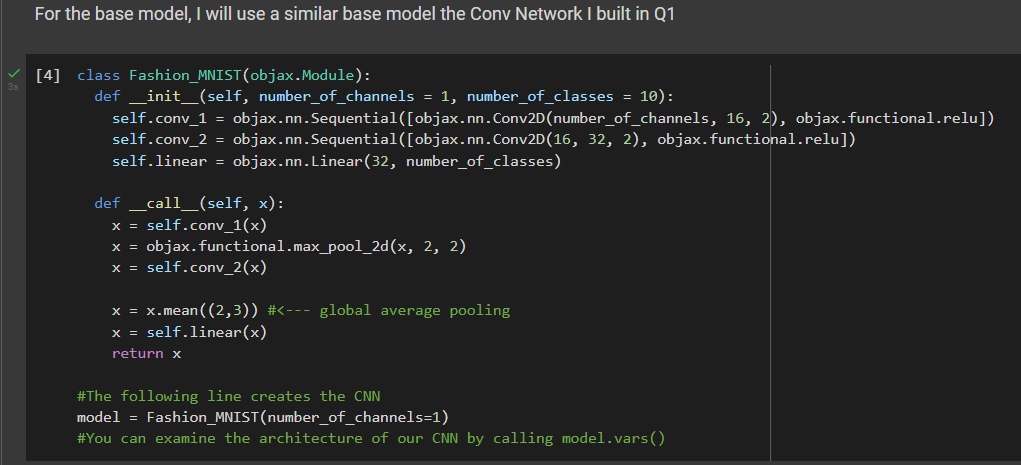 For the base model, I will use a similar base model the Conv Network I built in Q1
[4] class Fashion_MNIST(objax.Module):
3s
def __init__(self, number_of_channels = 1, number_of_classes = 10):
self.conv_1 = objax.nn.Sequential([objax.nn.Conv2D(number_of_channels, 16, 2), objax.functional.relu])
self.conv_2 = objax.nn.Sequential([objax.nn.Conv2D(16, 32, 2), objax.functional.relu])
self.linear = objax.nn.Linear(32, number_of_classes)
def __call__(self, x):
x = self.conv_1(x)
x = objax.functional.max_pool_2d(x, 2, 2)
x = self.conv_2(x)
x = x.mean((2,3)) #<--- global average pooling
x = self.linear(x)
return x
#The following line creates the CNN
model = Fashion_MNIST(number_of_channels=1)
#You can examine the architecture of our CNN by calling model.vars()